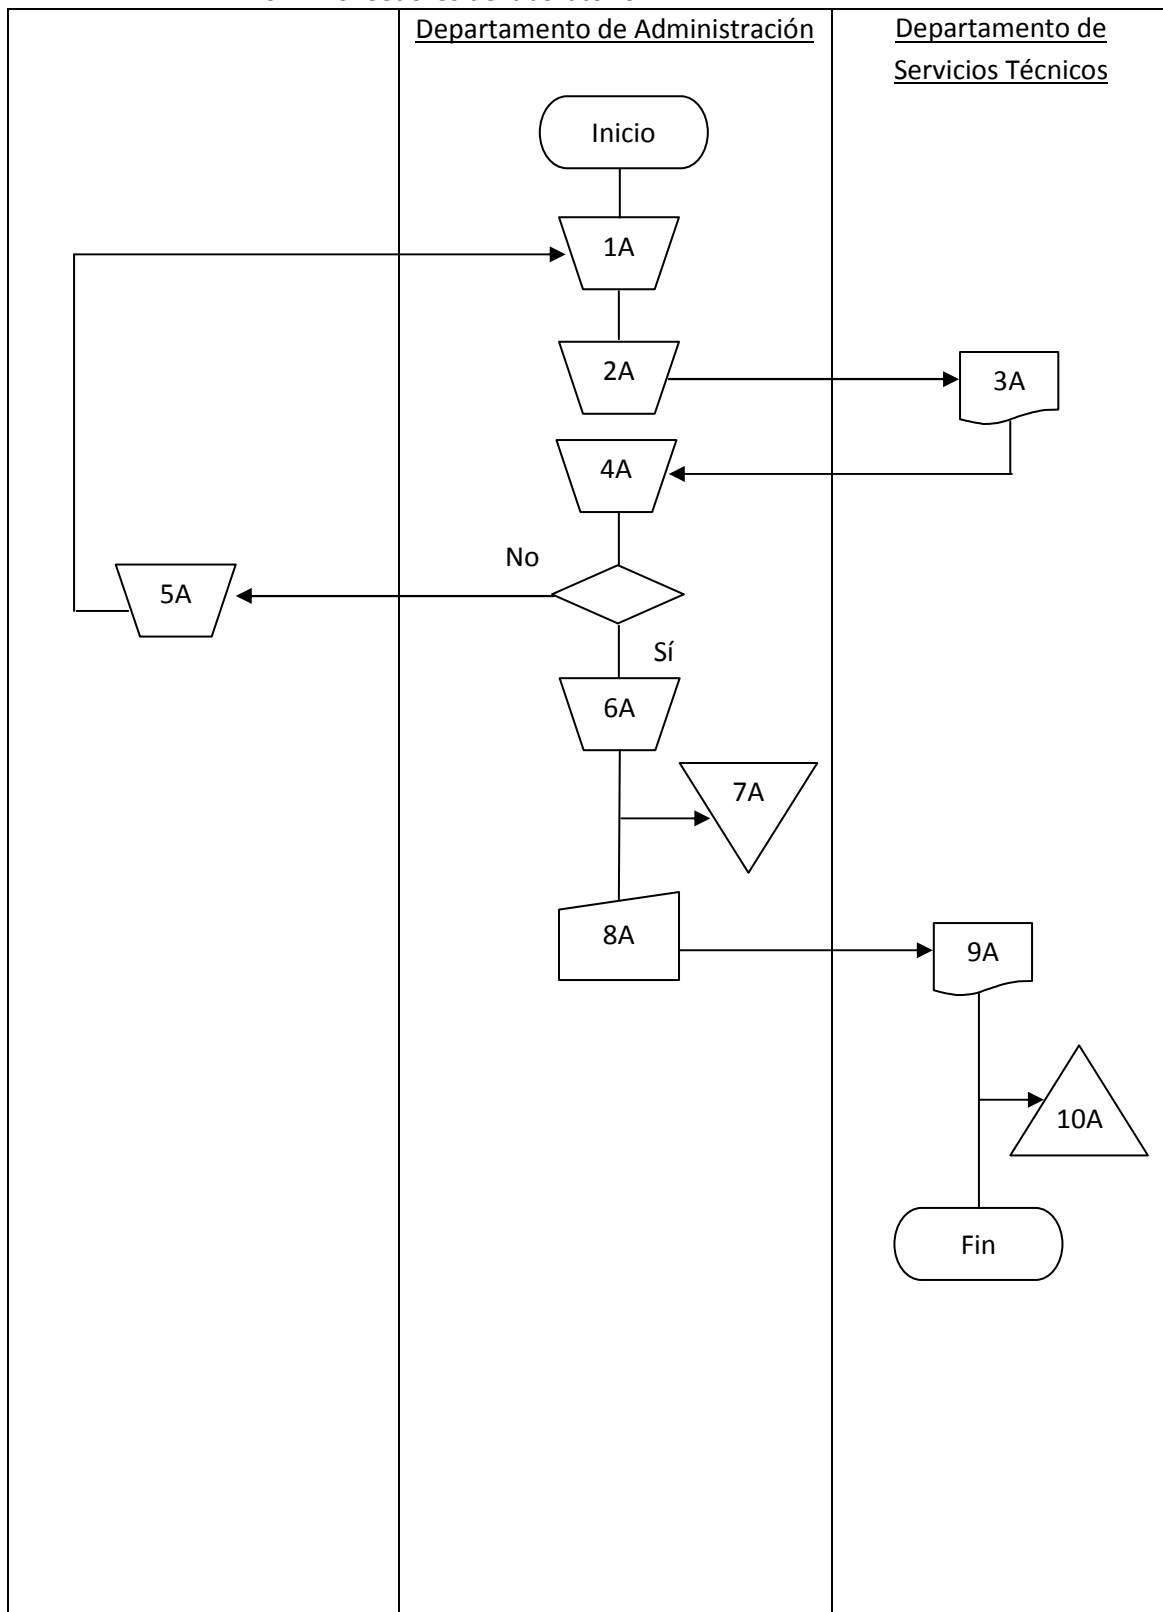 Departamento de Administración
Departamento de
Servicios Técnicos
Inicio
1A
2A
3A
4A
No
5A
Sí
6A
7A
8A
9A
10A
Fin